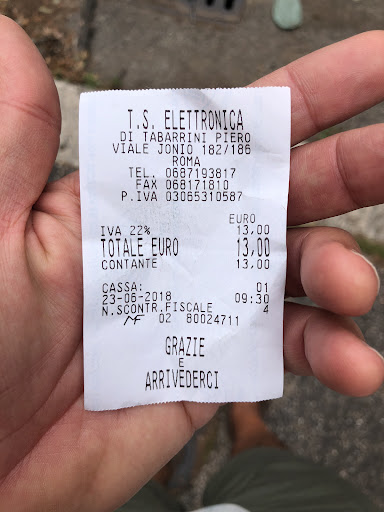 T.S. ELETTRONICA
DI TABARRINI PIERO
VIALE JONIO 182/186
ROMA
TEL. 0687193817
FAX 068171810
P.IVA 03065310587
EURO
IVA 22% 13,00
TOTALE EURO 13,00
CONTANTE 13,00
CASSA: 01
23-06-2018 09:30
N.SCONTR.FISCALE 4
MF 02 80024711
GRAZIE
E
ARRIVEDERCI